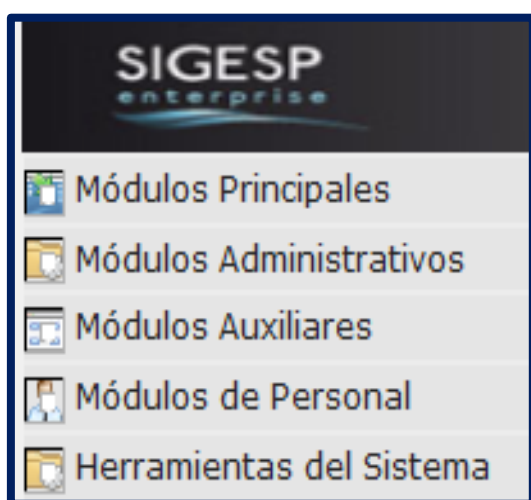 SIGESP
enterprise
Módulos Principales
Módulos Administrativos
Módulos Auxiliares
Módulos de Personal
Herramientas del Sistema